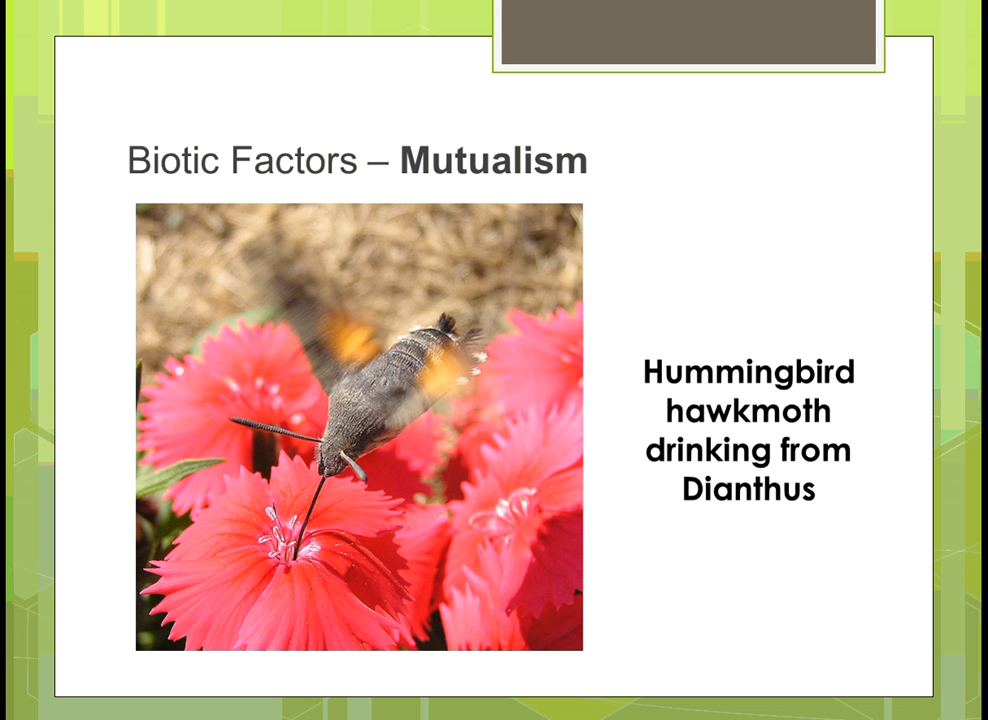 Biotic Factors – Mutualism
Hummingbird
hawkmoth
drinking from
Dianthus